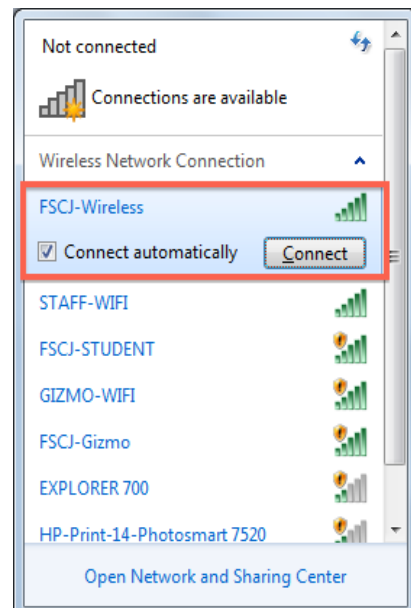 Not connected
Connections are available
Wireless Network Connection
FSCJ-Wireless
Connect automatically Connect
STAFF-WIFI
FSCJ-STUDENT
GIZMO-WIFI
FSCJ-Gizmo
EXPLORER 700
HP-Print-14-Photosmart 7520
Open Network and Sharing Center